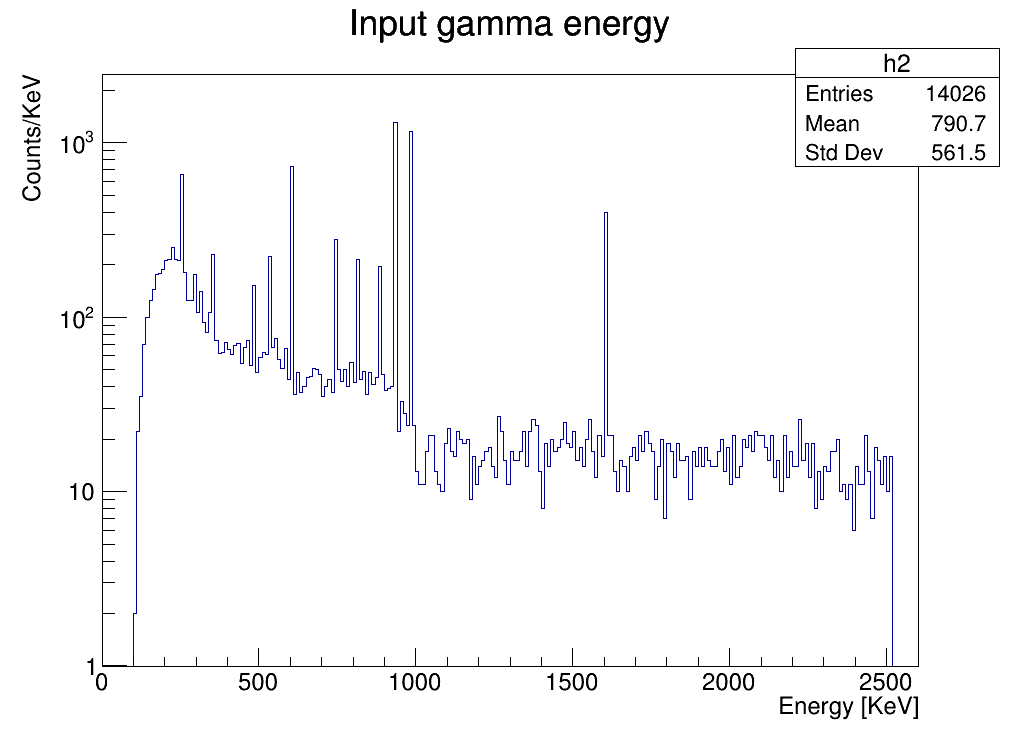 Input gamma energy
h2
Entries 14026
Mean 790.7
Std Dev 561.5
Counts/KeV
10³
10²
10
1
0 500 1000 1500 2000 2500
Energy [KeV]